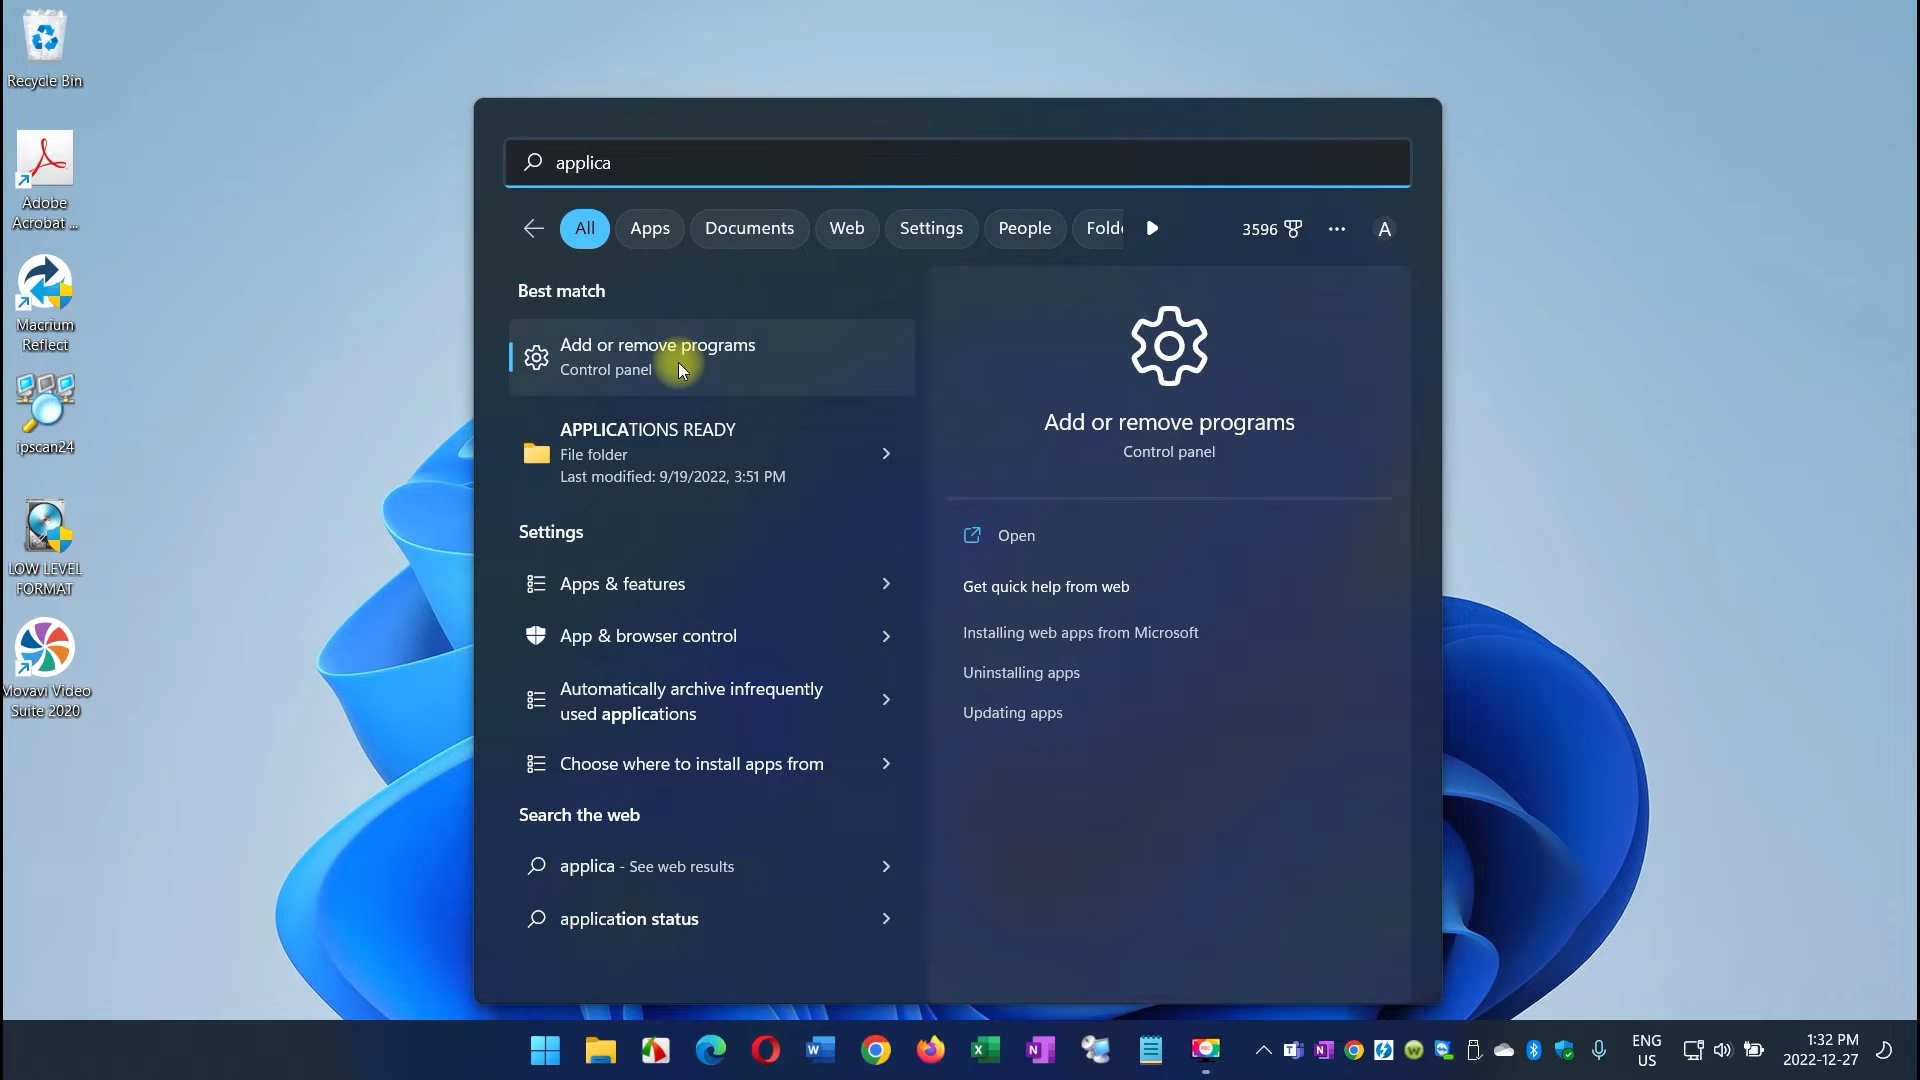 Recycle Bin
Adobe
Acrobat ...
Macrium
Reflect
ipscan24
LOW LEVEL
FORMAT
Movavi Video
Suite 2020
applica
All
Apps
Documents
Web
Settings
People
Folde
3596
A
Best match
Add or remove programs
Control panel
APPLICATIONS READY
File folder
Last modified: 9/19/2022, 3:51 PM
Settings
Apps & features
App & browser control
Automatically archive infrequently
used applications
Choose where to install apps from
Search the web
applica - See web results
application status
Add or remove programs
Control panel
Open
Get quick help from web
Installing web apps from Microsoft
Uninstalling apps
Updating apps
ENG
US
1:32 PM
2022-12-27